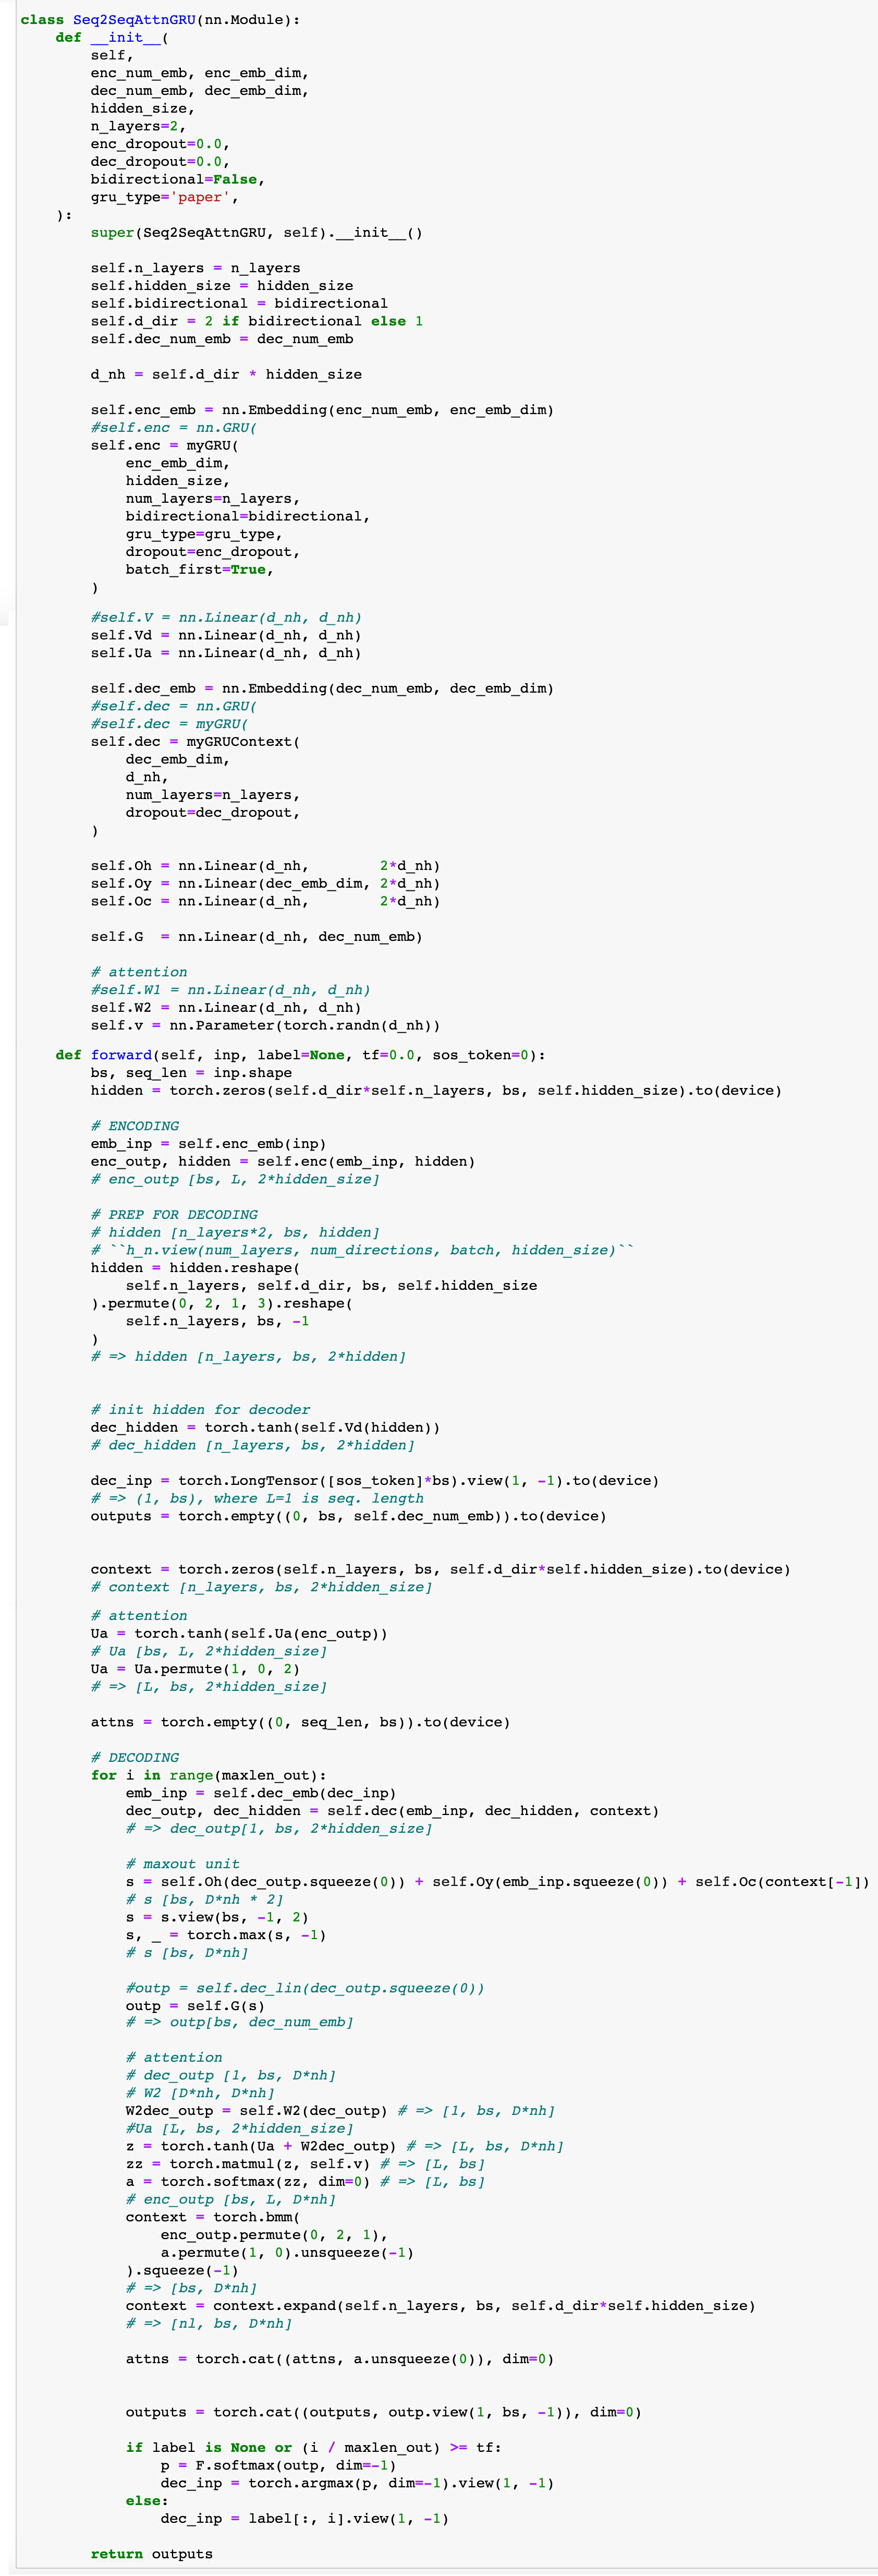 class Seq2SeqAttnGRU(nn.Module):
    def __init__(
        self,
        enc_num_emb, enc_emb_dim,
        dec_num_emb, dec_emb_dim,
        hidden_size,
        n_layers=2,
        enc_dropout=0.0,
        dec_dropout=0.0,
        bidirectional=False,
        gru_type='paper',
    ):
        super(Seq2SeqAttnGRU, self).__init__()

        self.n_layers = n_layers
        self.hidden_size = hidden_size
        self.bidirectional = bidirectional
        self.d_dir = 2 if bidirectional else 1
        self.dec_num_emb = dec_num_emb

        d_nh = self.d_dir * hidden_size

        self.enc_emb = nn.Embedding(enc_num_emb, enc_emb_dim)
        #self.enc = nn.GRU(
        self.enc = myGRU(
            enc_emb_dim,
            hidden_size,
            num_layers=n_layers,
            bidirectional=bidirectional,
            gru_type=gru_type,
            dropout=enc_dropout,
            batch_first=True,
        )

        #self.V = nn.Linear(d_nh, d_nh)
        self.Vd = nn.Linear(d_nh, d_nh)
        self.Ua = nn.Linear(d_nh, d_nh)

        self.dec_emb = nn.Embedding(dec_num_emb, dec_emb_dim)
        #self.dec = nn.GRU(
        #self.dec = myGRU(
        self.dec = myGRUContext(
            dec_emb_dim,
            d_nh,
            num_layers=n_layers,
            dropout=dec_dropout,
        )

        self.Oh = nn.Linear(d_nh,        2*d_nh)
        self.Oy = nn.Linear(dec_emb_dim, 2*d_nh)
        self.Oc = nn.Linear(d_nh,        2*d_nh)

        self.G  = nn.Linear(d_nh, dec_num_emb)

        # attention
        #self.W1 = nn.Linear(d_nh, d_nh)
        self.W2 = nn.Linear(d_nh, d_nh)
        self.v = nn.Parameter(torch.randn(d_nh))

    def forward(self, inp, label=None, tf=0.0, sos_token=0):
        bs, seq_len = inp.shape
        hidden = torch.zeros(self.d_dir*self.n_layers, bs, self.hidden_size).to(device)

        # ENCODING
        emb_inp = self.enc_emb(inp)
        enc_outp, hidden = self.enc(emb_inp, hidden)
        # enc_outp [bs, L, 2*hidden_size]

        # PREP FOR DECODING
        # hidden [n_layers*2, bs, hidden]
        # ``h_n.view(num_layers, num_directions, batch, hidden_size)``
        hidden = hidden.reshape(
            self.n_layers, self.d_dir, bs, self.hidden_size
        ).permute(0, 2, 1, 3).reshape(
            self.n_layers, bs, -1
        )
        # => hidden [n_layers, bs, 2*hidden]

        # init hidden for decoder
        dec_hidden = torch.tanh(self.Vd(hidden))
        # dec_hidden [n_layers, bs, 2*hidden]

        dec_inp = torch.LongTensor([sos_token]*bs).view(1, -1).to(device)
        # => (1, bs), where L=1 is seq. length
        outputs = torch.empty((0, bs, self.dec_num_emb)).to(device)

        context = torch.zeros(self.n_layers, bs, self.d_dir*self.hidden_size).to(device)
        # context [n_layers, bs, 2*hidden_size]

        # attention
        Ua = torch.tanh(self.Ua(enc_outp))
        # Ua [bs, L, 2*hidden_size]
        Ua = Ua.permute(1, 0, 2)
        # => [L, bs, 2*hidden_size]

        attns = torch.empty((0, seq_len, bs)).to(device)

        # DECODING
        for i in range(maxlen_out):
            emb_inp = self.dec_emb(dec_inp)
            dec_outp, dec_hidden = self.dec(emb_inp, dec_hidden, context)
            # => dec_outp[1, bs, 2*hidden_size]

            # maxout unit
            s = self.Oh(dec_outp.squeeze(0)) + self.Oy(emb_inp.squeeze(0)) + self.Oc(context[-1])
            # s [bs, D*nh * 2]
            s = s.view(bs, -1, 2)
            s, _ = torch.max(s, -1)
            # s [bs, D*nh]

            #outp = self.dec_lin(dec_outp.squeeze(0))
            outp = self.G(s)
            # => outp[bs, dec_num_emb]

            # attention
            # dec_outp [1, bs, D*nh]
            # W2 [D*nh, D*nh]
            W2dec_outp = self.W2(dec_outp) # => [1, bs, D*nh]
            #Ua [L, bs, 2*hidden_size]
            z = torch.tanh(Ua + W2dec_outp) # => [L, bs, D*nh]
            zz = torch.matmul(z, self.v) # => [L, bs]
            a = torch.softmax(zz, dim=0) # => [L, bs]
            # enc_outp [bs, L, D*nh]
            context = torch.bmm(
                enc_outp.permute(0, 2, 1),
                a.permute(1, 0).unsqueeze(-1)
            ).squeeze(-1)
            # => [bs, D*nh]
            context = context.expand(self.n_layers, bs, self.d_dir*self.hidden_size)
            # => [nl, bs, D*nh]

            attns = torch.cat((attns, a.unsqueeze(0)), dim=0)

            outputs = torch.cat((outputs, outp.view(1, bs, -1)), dim=0)

            if label is None or (i / maxlen_out) >= tf:
                p = F.softmax(outp, dim=-1)
                dec_inp = torch.argmax(p, dim=-1).view(1, -1)
            else:
                dec_inp = label[:, i].view(1, -1)

        return outputs